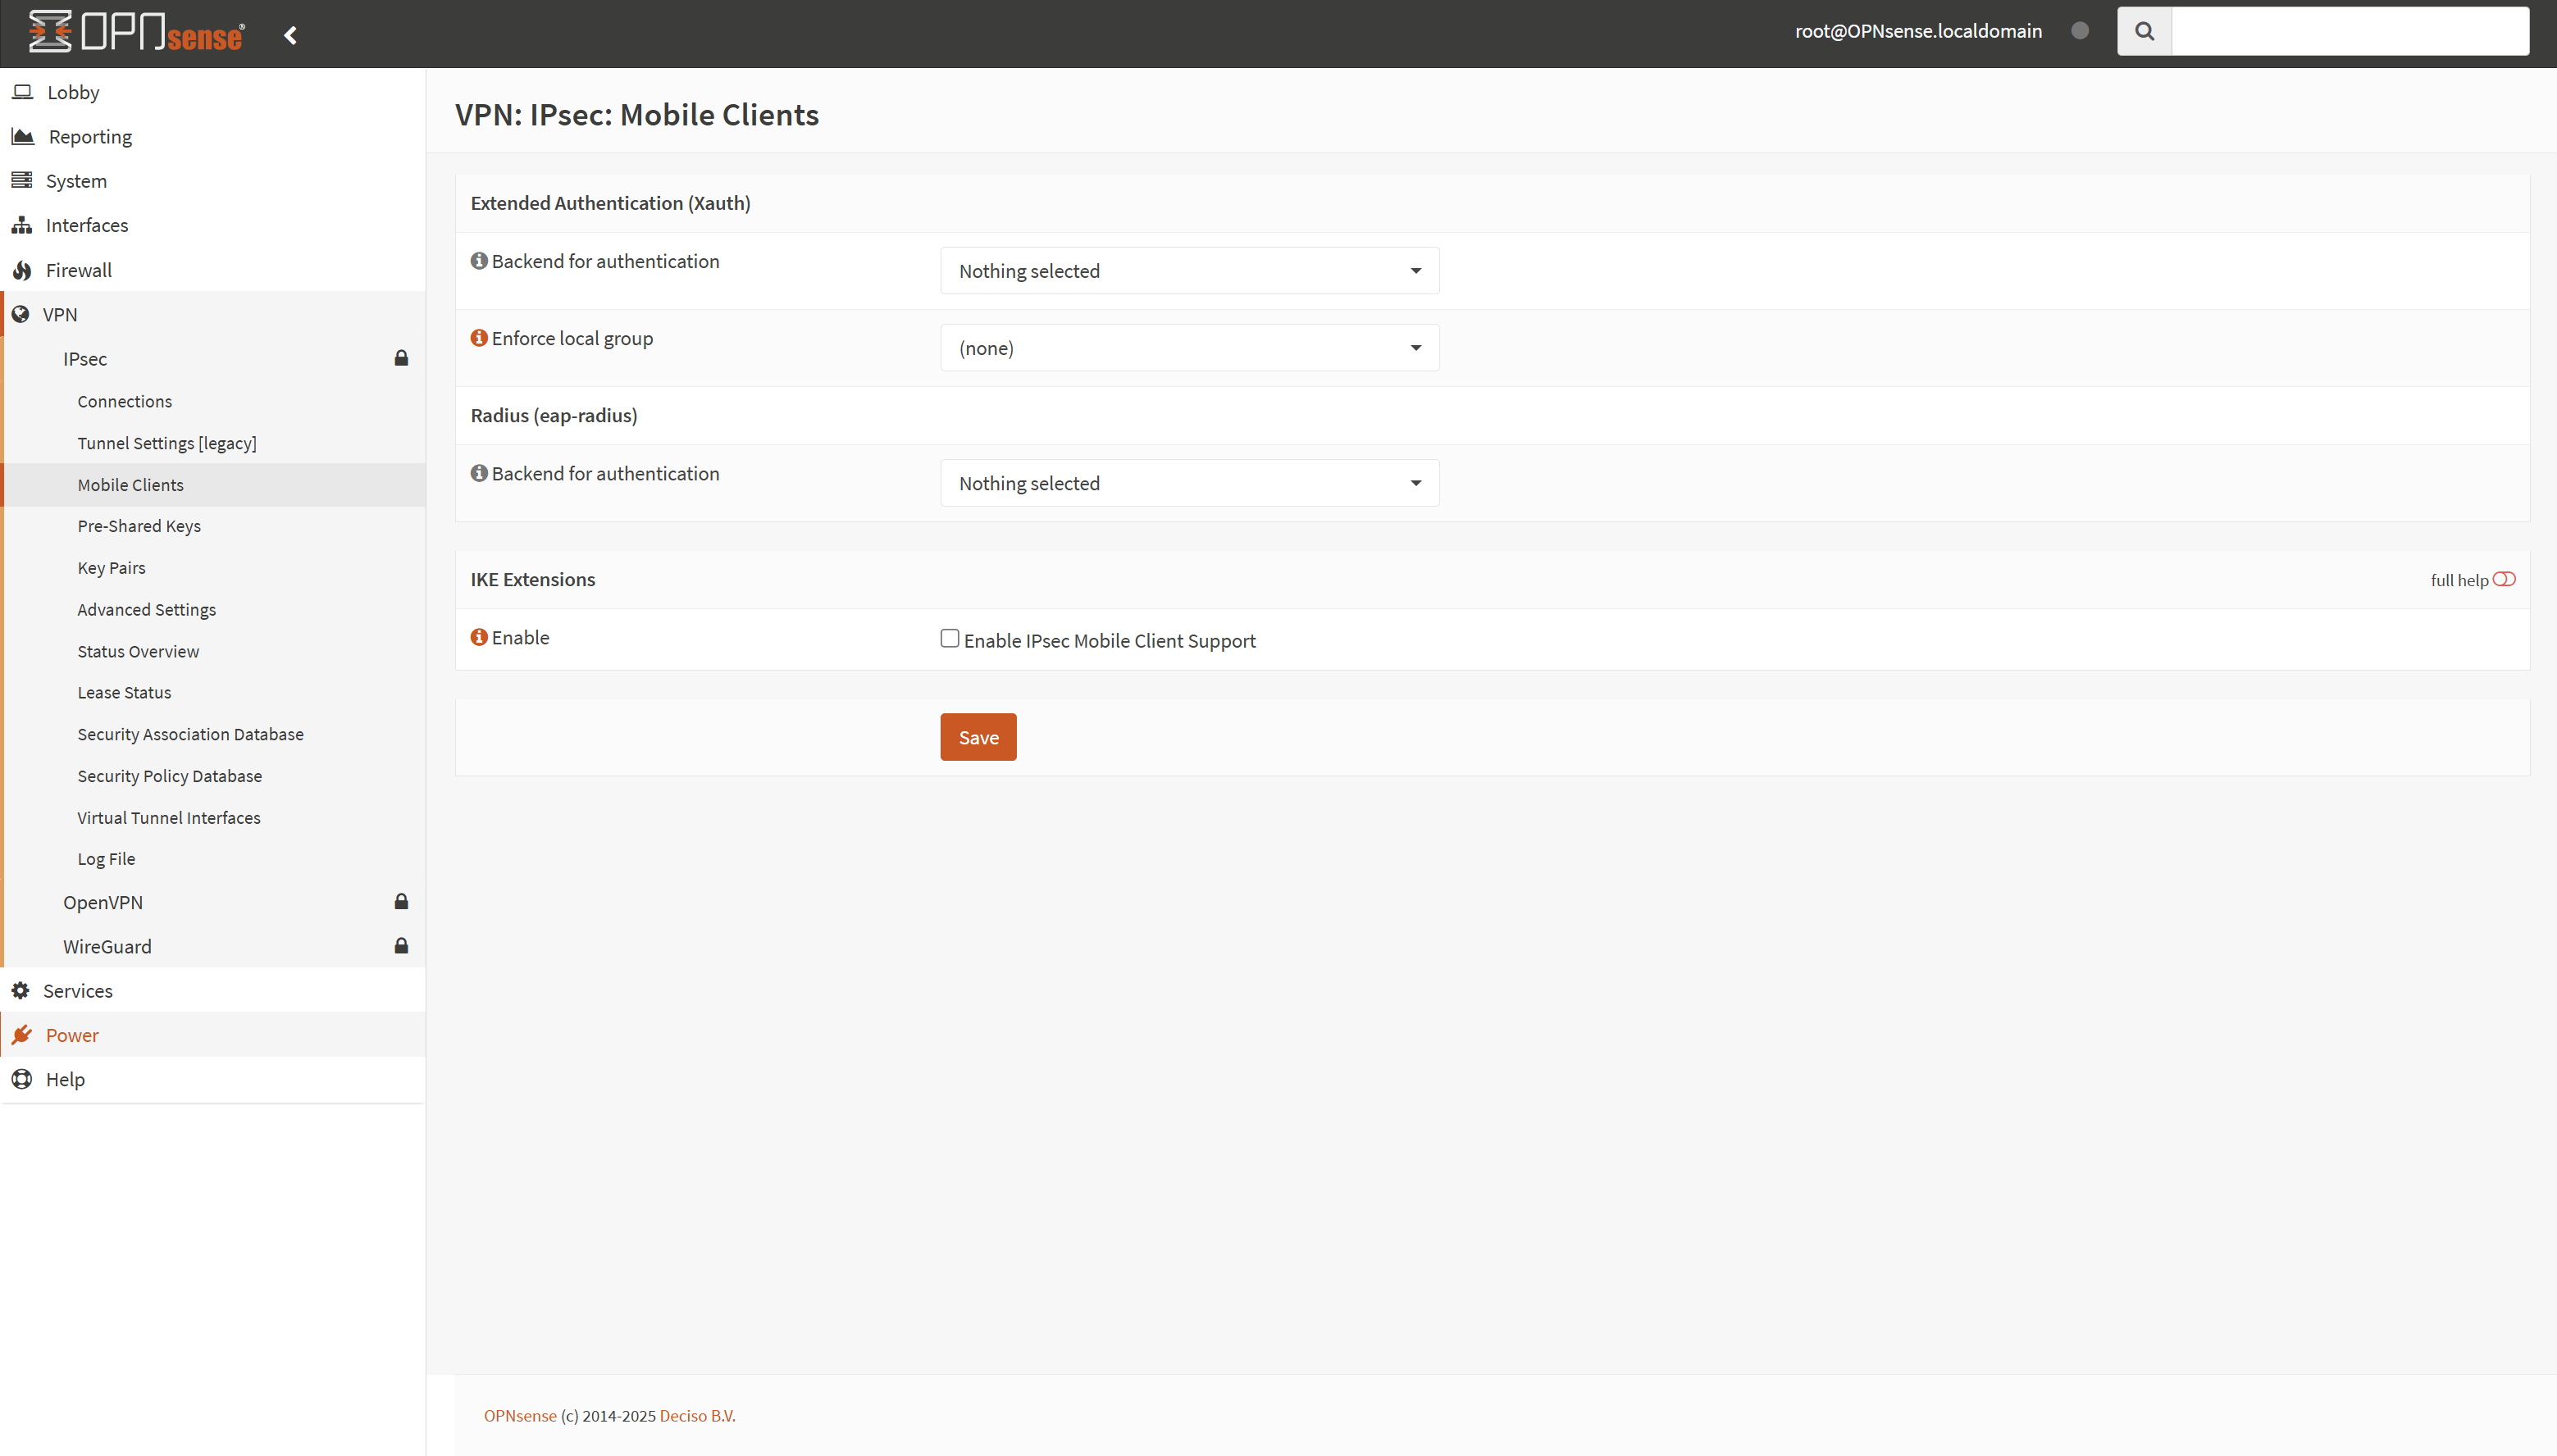 OPNsense®
root@OPNsense.localdomain
Lobby
Reporting
System
Interfaces
Firewall
VPN
IPsec
Connections
Tunnel Settings [legacy]
Mobile Clients
Pre-Shared Keys
Key Pairs
Advanced Settings
Status Overview
Lease Status
Security Association Database
Security Policy Database
Virtual Tunnel Interfaces
Log File
OpenVPN
WireGuard
Services
Power
Help
VPN: IPsec: Mobile Clients
Extended Authentication (Xauth)
Backend for authentication Nothing selected
Enforce local group (none)
Radius (eap-radius)
Backend for authentication Nothing selected
IKE Extensions full help
Enable Enable IPsec Mobile Client Support
Save
OPNsense (c) 2014-2025 Deciso B.V.